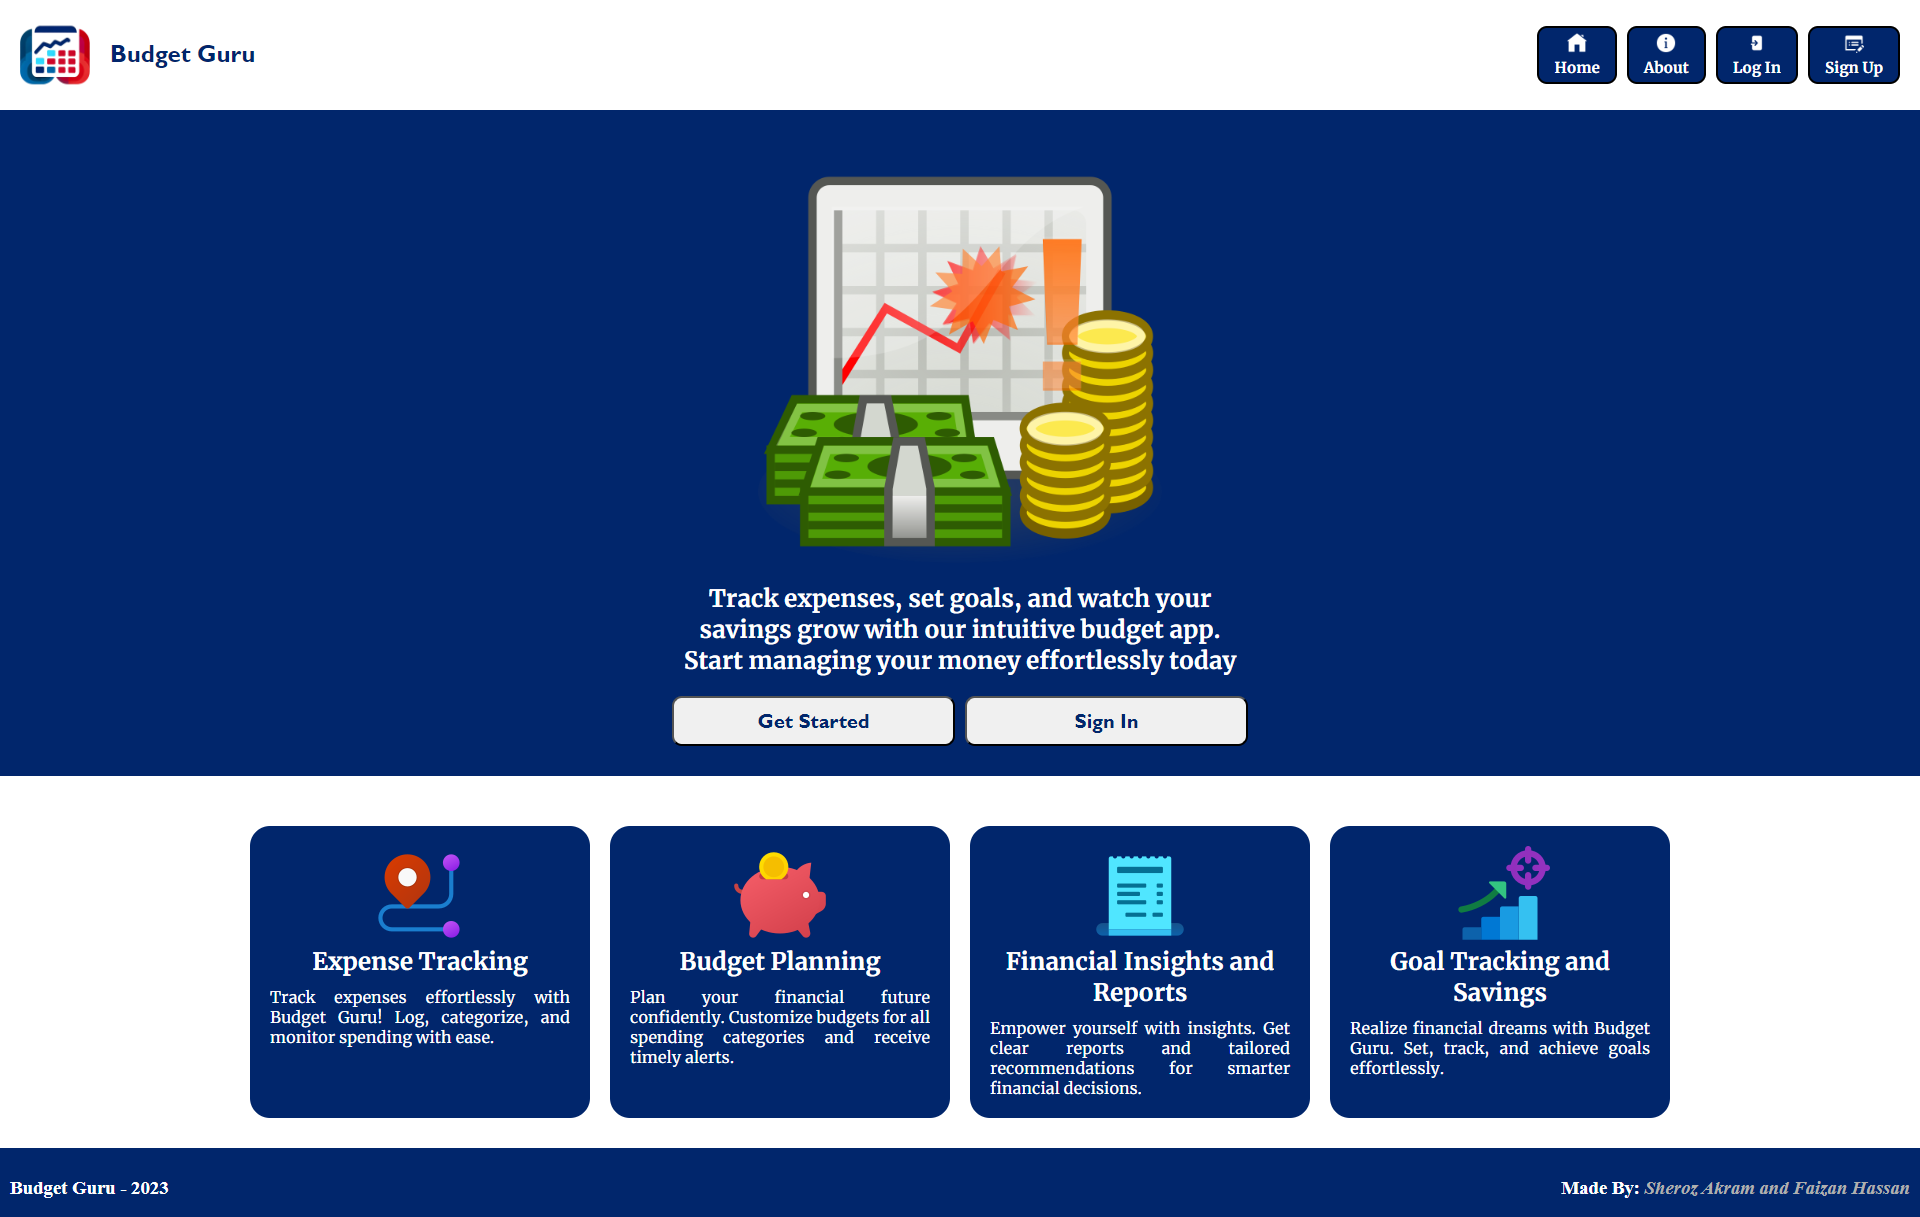 Budget Guru
Home
About
Log In
Sign Up
Track expenses, set goals, and watch your
savings grow with our intuitive budget app.
Start managing your money effortlessly today
Get Started
Sign In
Expense Tracking
Track expenses effortlessly with
Budget Guru! Log, categorize, and
monitor spending with ease.
Budget Planning
Plan your financial future
confidently. Customize budgets for all
spending categories and receive
timely alerts.
Financial Insights and
Reports
Empower yourself with insights. Get
clear reports and tailored
recommendations for smarter
financial decisions.
Goal Tracking and
Savings
Realize financial dreams with Budget
Guru. Set, track, and achieve goals
effortlessly.
Budget Guru - 2023
Made By: Sheroz Akram and Faizan Hassan